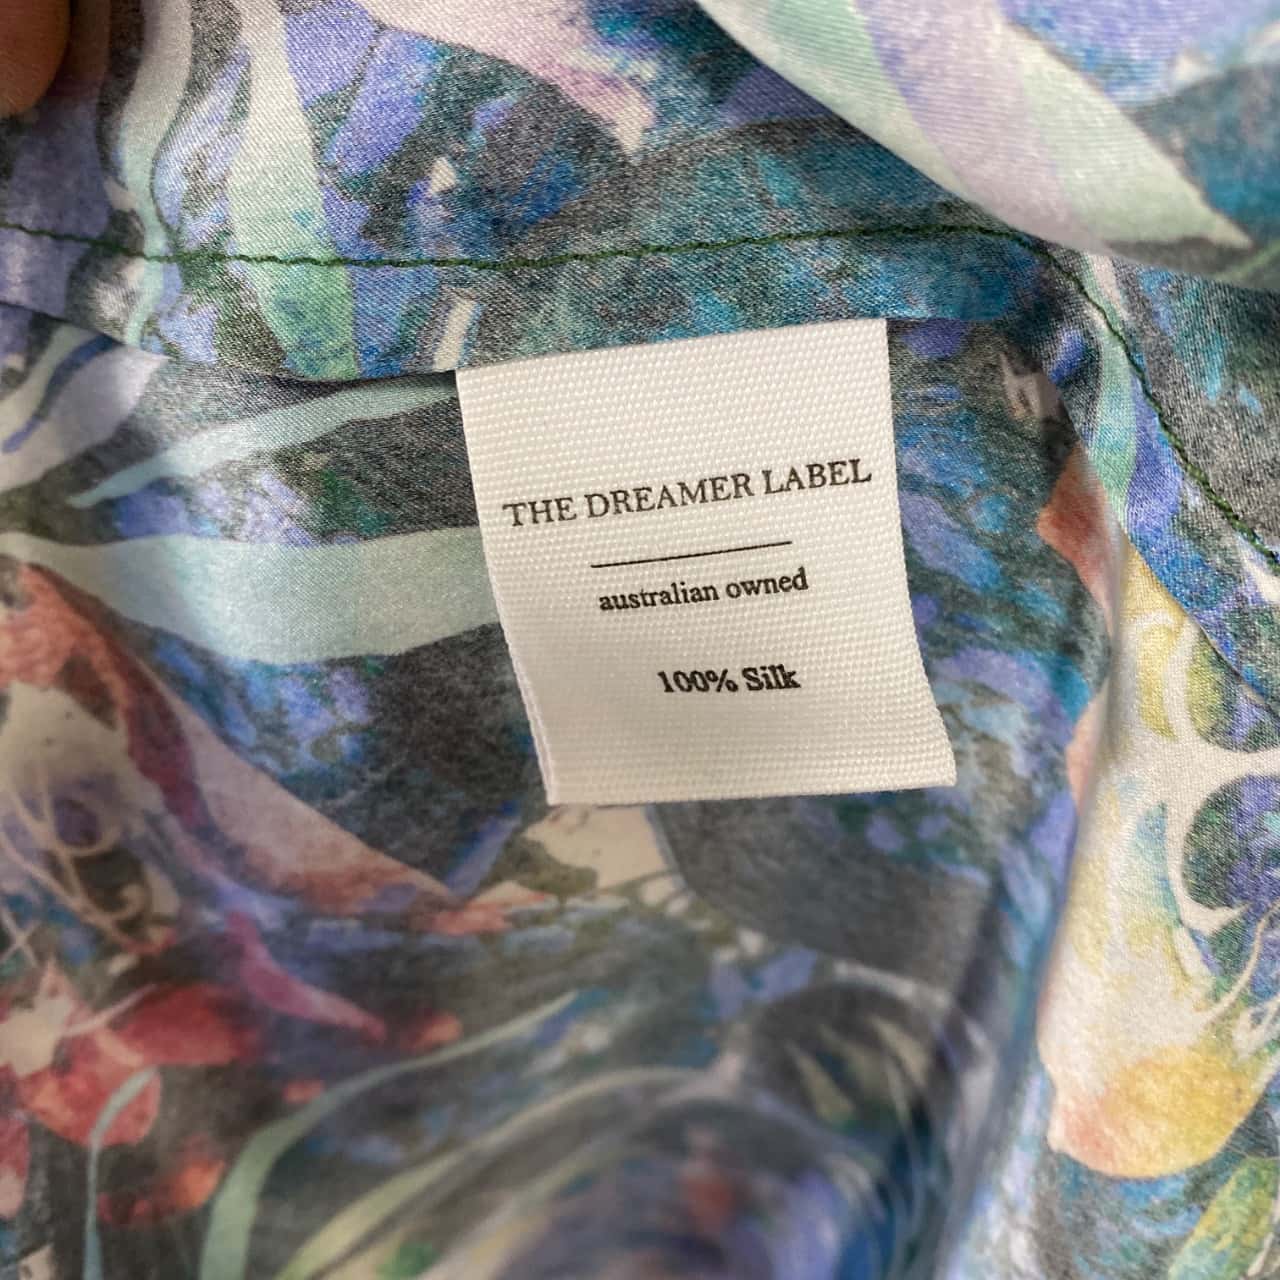 THE DREAMER LABEL
australian owned
100% Silk